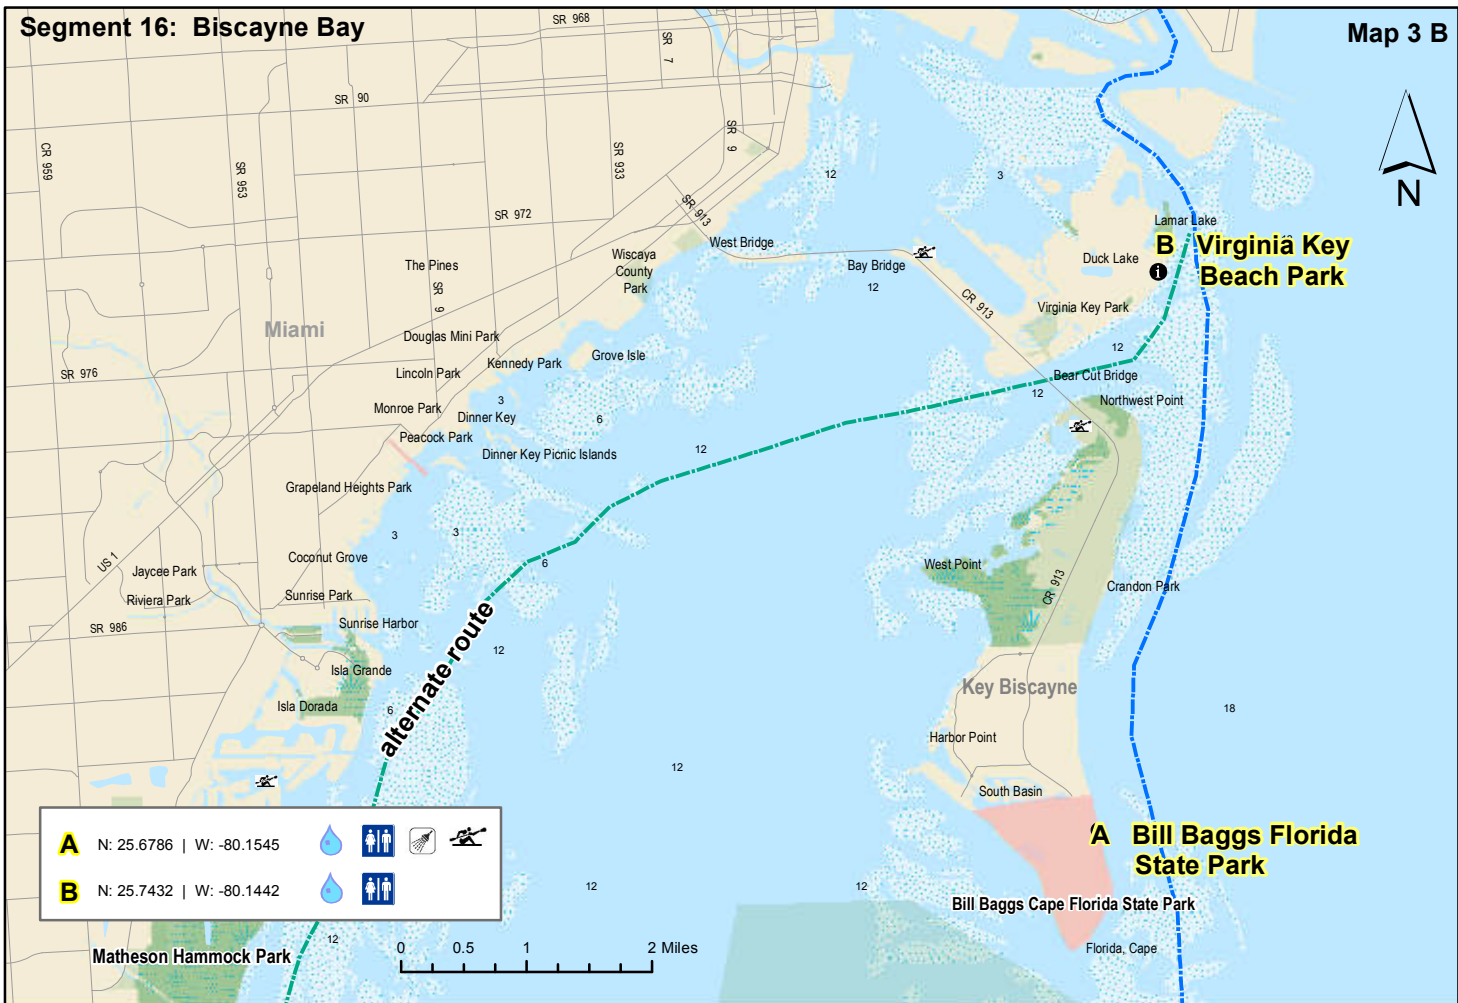 Segment 16: Biscayne Bay
Map 3 B
SR 968
SR 7
SR 90
CR 959
SR 953
SR 933
SR 9
12
3
N
SR 972
SR 913
West Bridge
Lamar Lake
B Virginia Key
Beach Park
Wiscaya
County
Park
The Pines
Bay Bridge
Duck Lake
12
SR 9
CR 913
Virginia Key Park
Miami
Douglas Mini Park
Kennedy Park
Grove Isle
12
SR 976
Lincoln Park
Bear Cut Bridge
12
Northwest Point
3
Monroe Park
Dinner Key
6
Peacock Park
Dinner Key Picnic Islands
12
Grapeland Heights Park
3
3
US 1
Coconut Grove
6
Jaycee Park
West Point
CR 913
Crandon Park
Riviera Park
Sunrise Park
SR 986
Sunrise Harbor
alternate route
12
Isla Grande
Key Biscayne
Isla Dorada
6
18
Harbor Point
12
South Basin
A N: 25.6786 | W: -80.1545
B N: 25.7432 | W: -80.1442
A Bill Baggs Florida
State Park
12
12
Bill Baggs Cape Florida State Park
12
Florida, Cape
Matheson Hammock Park
0 0.5 1 2 Miles